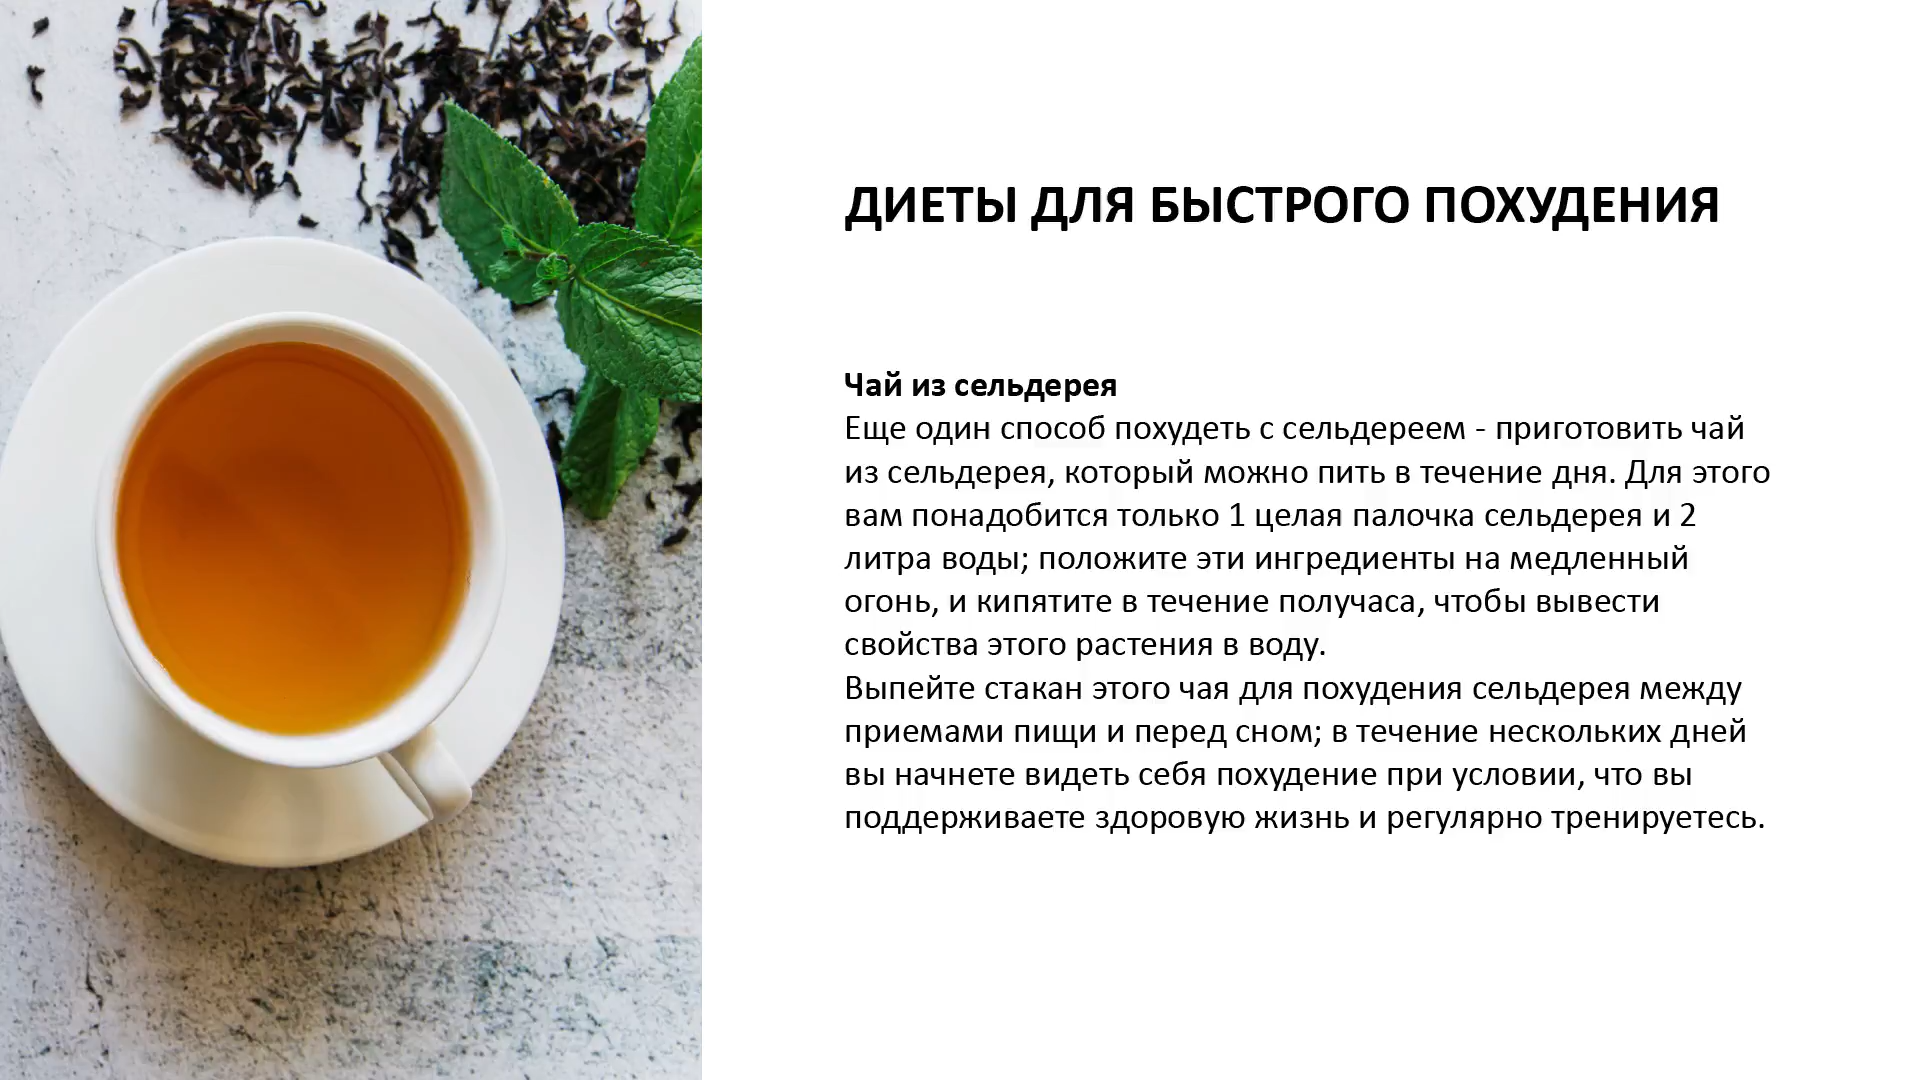 ДИЕТЫ ДЛЯ БЫСТРОГО ПОХУДЕНИЯ
Чай из сельдерея
Еще один способ похудеть с сельдереем - приготовить чай
из сельдерея, который можно пить в течение дня. Для этого
вам понадобится только 1 целая палочка сельдерея и 2
литра воды; положите эти ингредиенты на медленный
огонь, и кипятите в течение получаса, чтобы вывести
свойства этого растения в воду.
Выпейте стакан этого чая для похудения сельдерея между
приемами пищи и перед сном; в течение нескольких дней
вы начнете видеть себя похудение при условии, что вы
поддерживаете здоровую жизнь и регулярно тренируетесь.